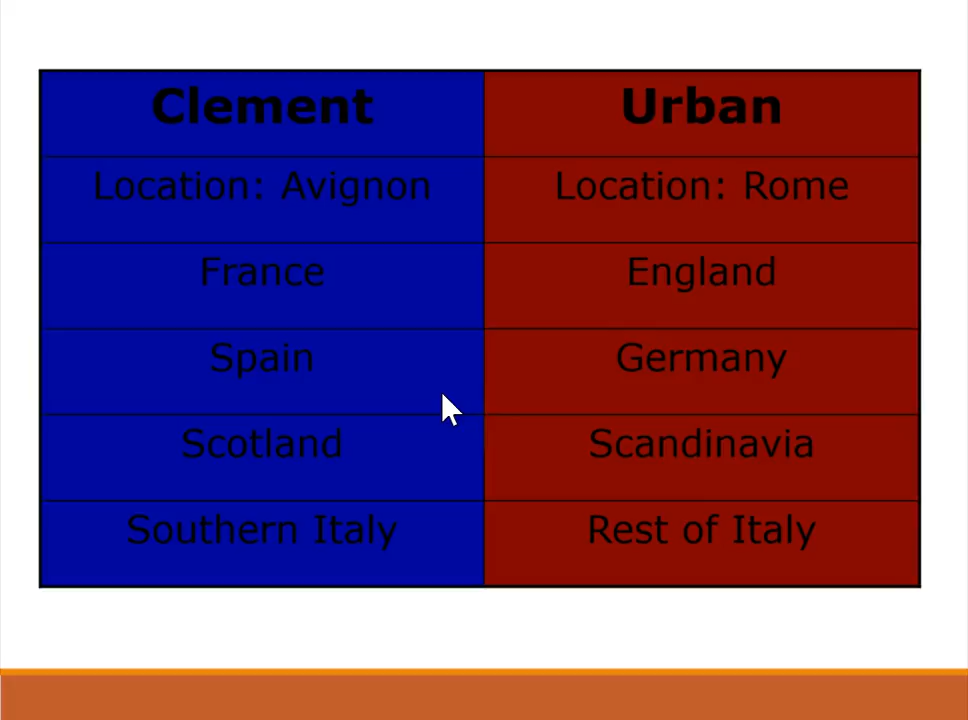 Clement Urban
Location: Avignon Location: Rome
France England
Spain Germany
Scotland Scandinavia
Southern Italy Rest of Italy